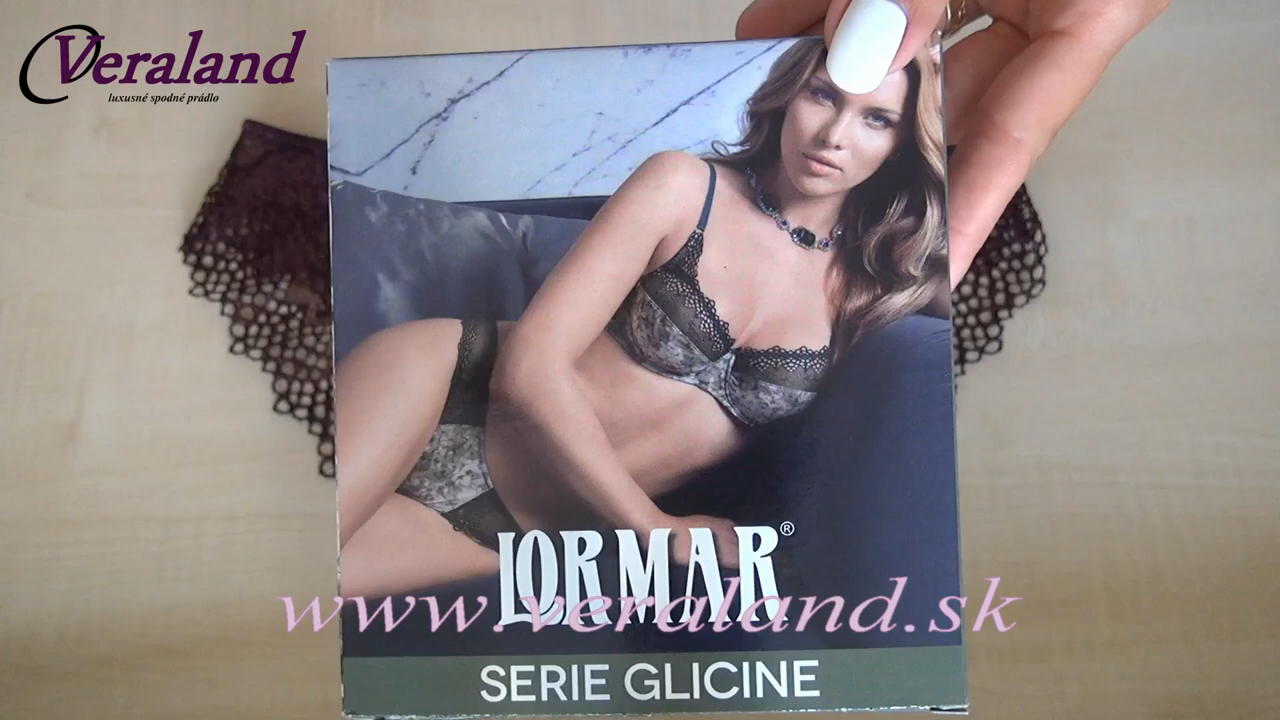 Veraland
luxusné spodné prádlo
LORMAR®
www.veraland.sk
SERIE GLICINE